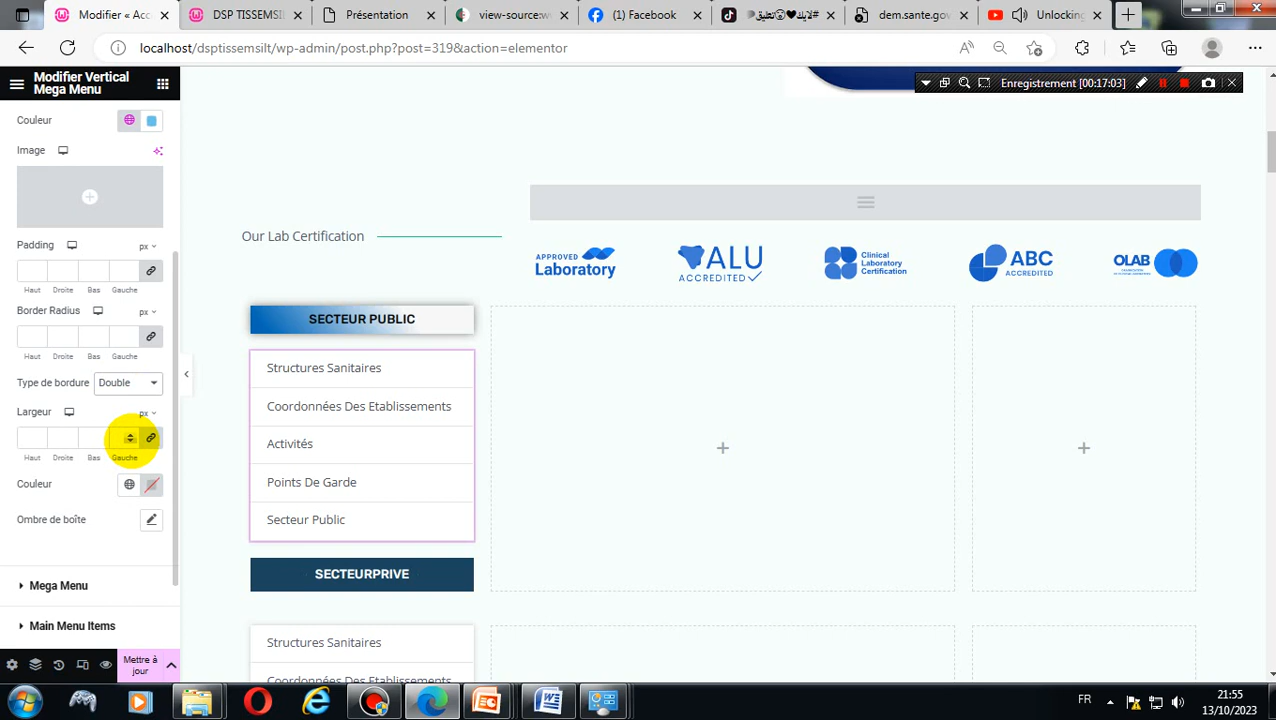 Modifier « Acc
DSP TISSEMSIL
Présentation
view-source:w
(1) Facebook
dem.sante.gov
Unlocking
localhost/dsptissemsilt/wp-admin/post.php?post=319&action=elementor
Modifier Vertical
Mega Menu
Enregistrement [00:17:03]
Couleur
Image
Padding
px
Haut Droite Bas Gauche
Border Radius
px
Haut Droite Bas Gauche
Type de bordure
Double
Largeur
px
Haut Droite Bas Gauche
Couleur
Ombre de boîte
Mega Menu
Main Menu Items
Mettre à
jour
Our Lab Certification
APPROVED
Laboratory
ALU
ACCREDITED
Clinical
Laboratory
Certification
ABC
ACCREDITED
OLAB
SECTEUR PUBLIC
Structures Sanitaires
Coordonnées Des Etablissements
Activités
Points De Garde
Secteur Public
SECTEURPRIVE
Structures Sanitaires
Coordonnées Des Etablissements
FR
21:55
13/10/2023